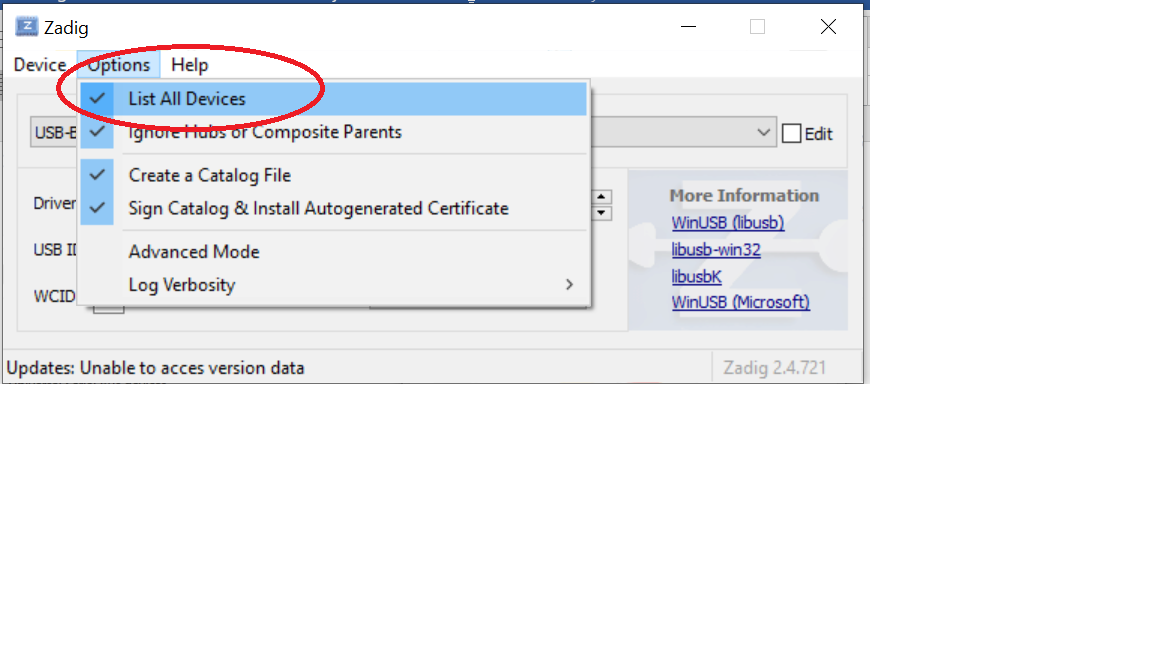 Zadig
Device Options Help
List All Devices
Ignore Hubs or Composite Parents
USB-E Edit
Create a Catalog File
Sign Catalog & Install Autogenerated Certificate
Advanced Mode
Log Verbosity
Driver
USB ID
WCID
More Information
WinUSB (libusb)
libusb-win32
libusbK
WinUSB (Microsoft)
Updates: Unable to acces version data
Zadig 2.4.721